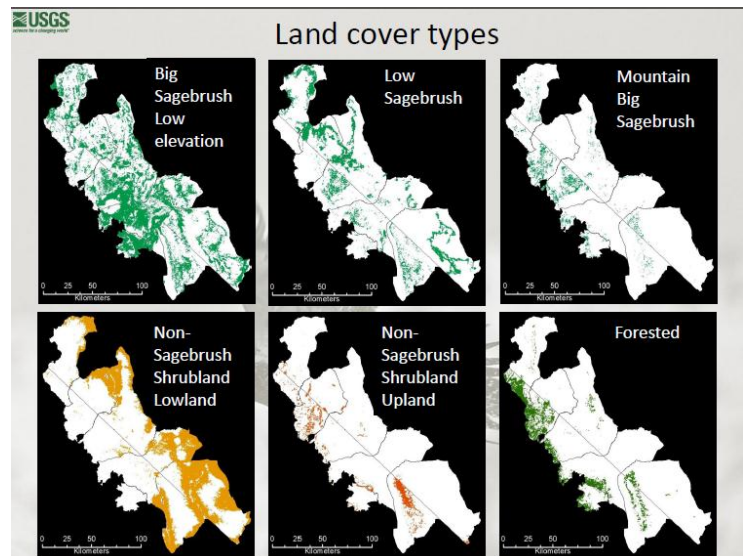 USGS
science for a changing world
Land cover types
Big
Sagebrush
Low
elevation
0 25 50 100
Kilometers
Low
Sagebrush
0 25 50 100
Kilometers
Mountain
Big
Sagebrush
0 25 50 100
Kilometers
Non-
Sagebrush
Shrubland
Lowland
0 25 50 100
Kilometers
Non-
Sagebrush
Shrubland
Upland
0 25 50 100
Kilometers
Forested
0 25 50 100
Kilometers